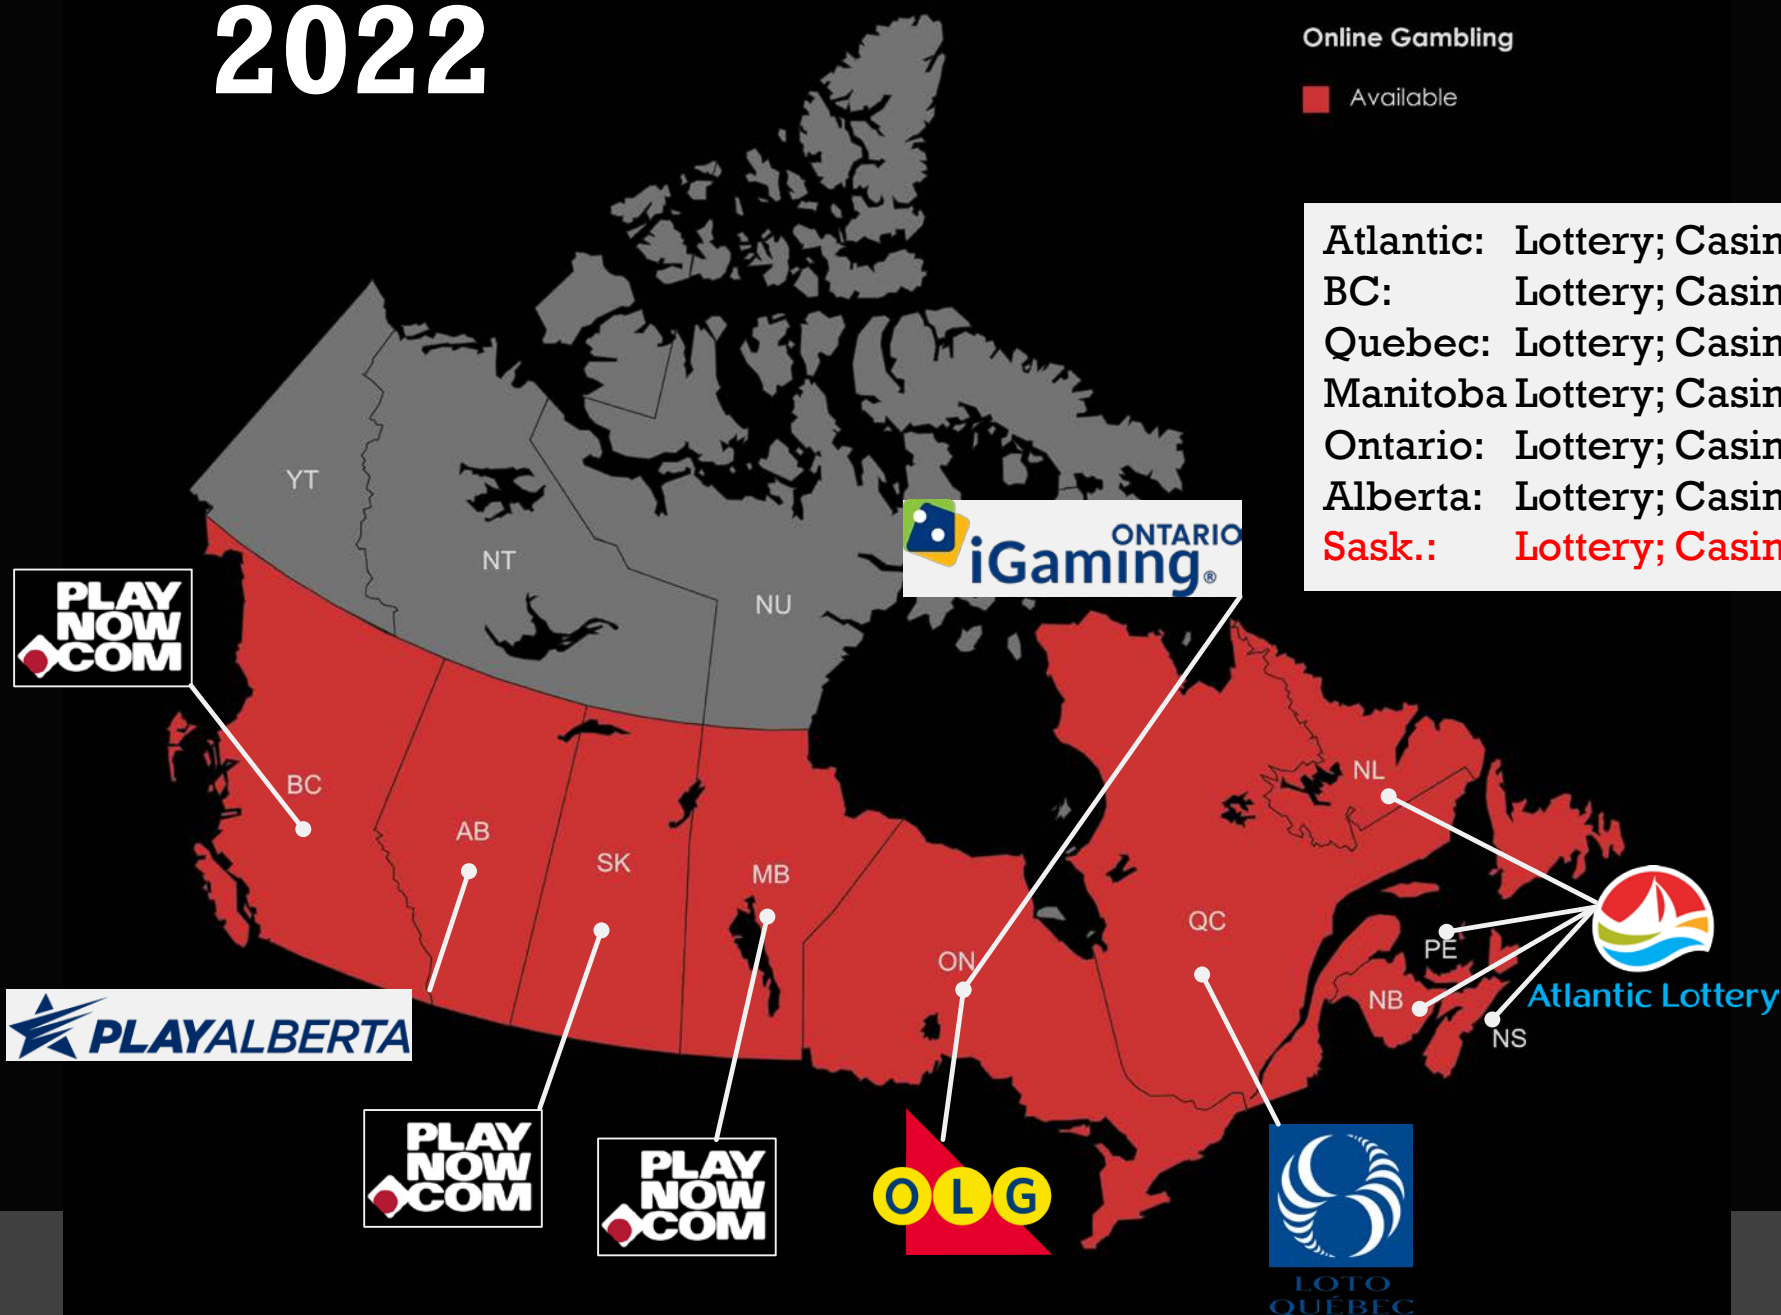 2022
Online Gambling
Available
Atlantic: Lottery; Casin
BC: Lottery; Casin
Quebec: Lottery; Casin
Manitoba Lottery; Casin
Ontario: Lottery; Casin
Alberta: Lottery; Casin
Sask.: Lottery; Casin
YT
NT
NU
ONTARIO
iGaming®
PLAY
NOW
COM
BC
AB
SK
MB
ON
QC
NL
PE
NB
NS
Atlantic Lottery
PLAYALBERTA
PLAY
NOW
COM
PLAY
NOW
COM
OLG
LOTO
QUÉBEC